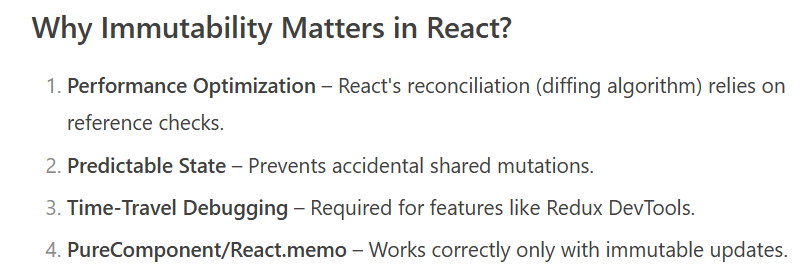 Why Immutability Matters in React?
1. Performance Optimization – React's reconciliation (diffing algorithm) relies on
reference checks.
2. Predictable State – Prevents accidental shared mutations.
3. Time-Travel Debugging – Required for features like Redux DevTools.
4. PureComponent/React.memo – Works correctly only with immutable updates.